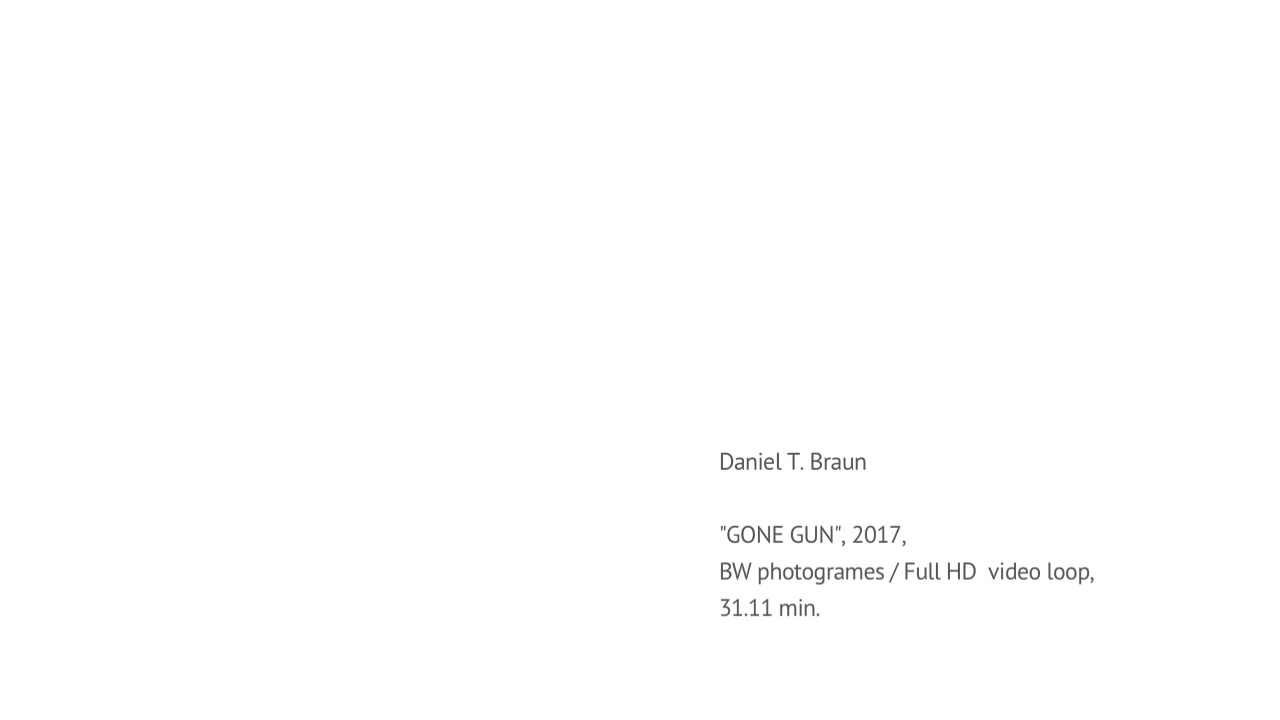 Daniel T. Braun
"GONE GUN", 2017,
BW photogrames / Full HD  video loop,
31.11 min.